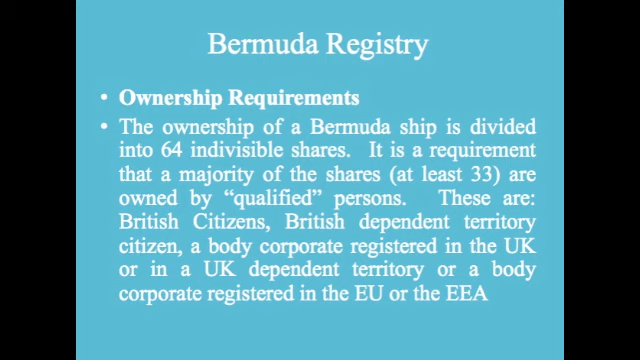 Bermuda Registry
• Ownership Requirements
• The ownership of a Bermuda ship is divided
into 64 indivisible shares. It is a requirement
that a majority of the shares (at least 33) are
owned by “qualified” persons. These are:
British Citizens, British dependent territory
citizen, a body corporate registered in the UK
or in a UK dependent territory or a body
corporate registered in the EU or the EEA